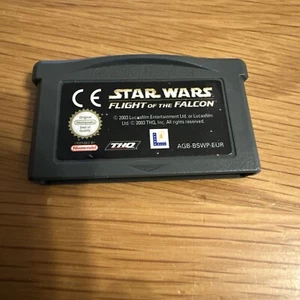 CE
STAR WARS
FLIGHT OF THE FALCON
© 2003 Lucasfilm Entertainment Ltd. or Lucasfilm
Ltd. © 2003 THQ, Inc. All rights reserved.
Original
Nintendo
THQ
AGB-BSWP-EUR